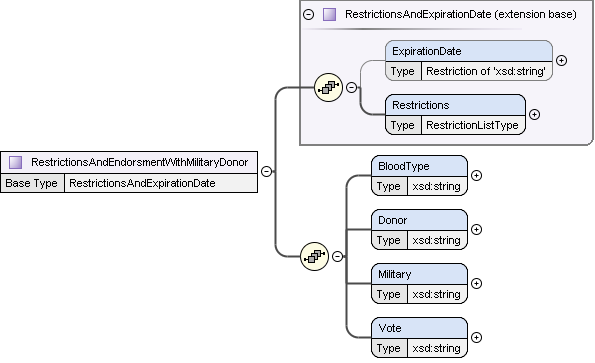 RestrictionsAndExpirationDate (extension base)
ExpirationDate
Type Restriction of 'xsd:string'
Restrictions
Type RestrictionListType
RestrictionsAndEndorsmentWithMilitaryDonor
Base Type RestrictionsAndExpirationDate
BloodType
Type xsd:string
Donor
Type xsd:string
Military
Type xsd:string
Vote
Type xsd:string